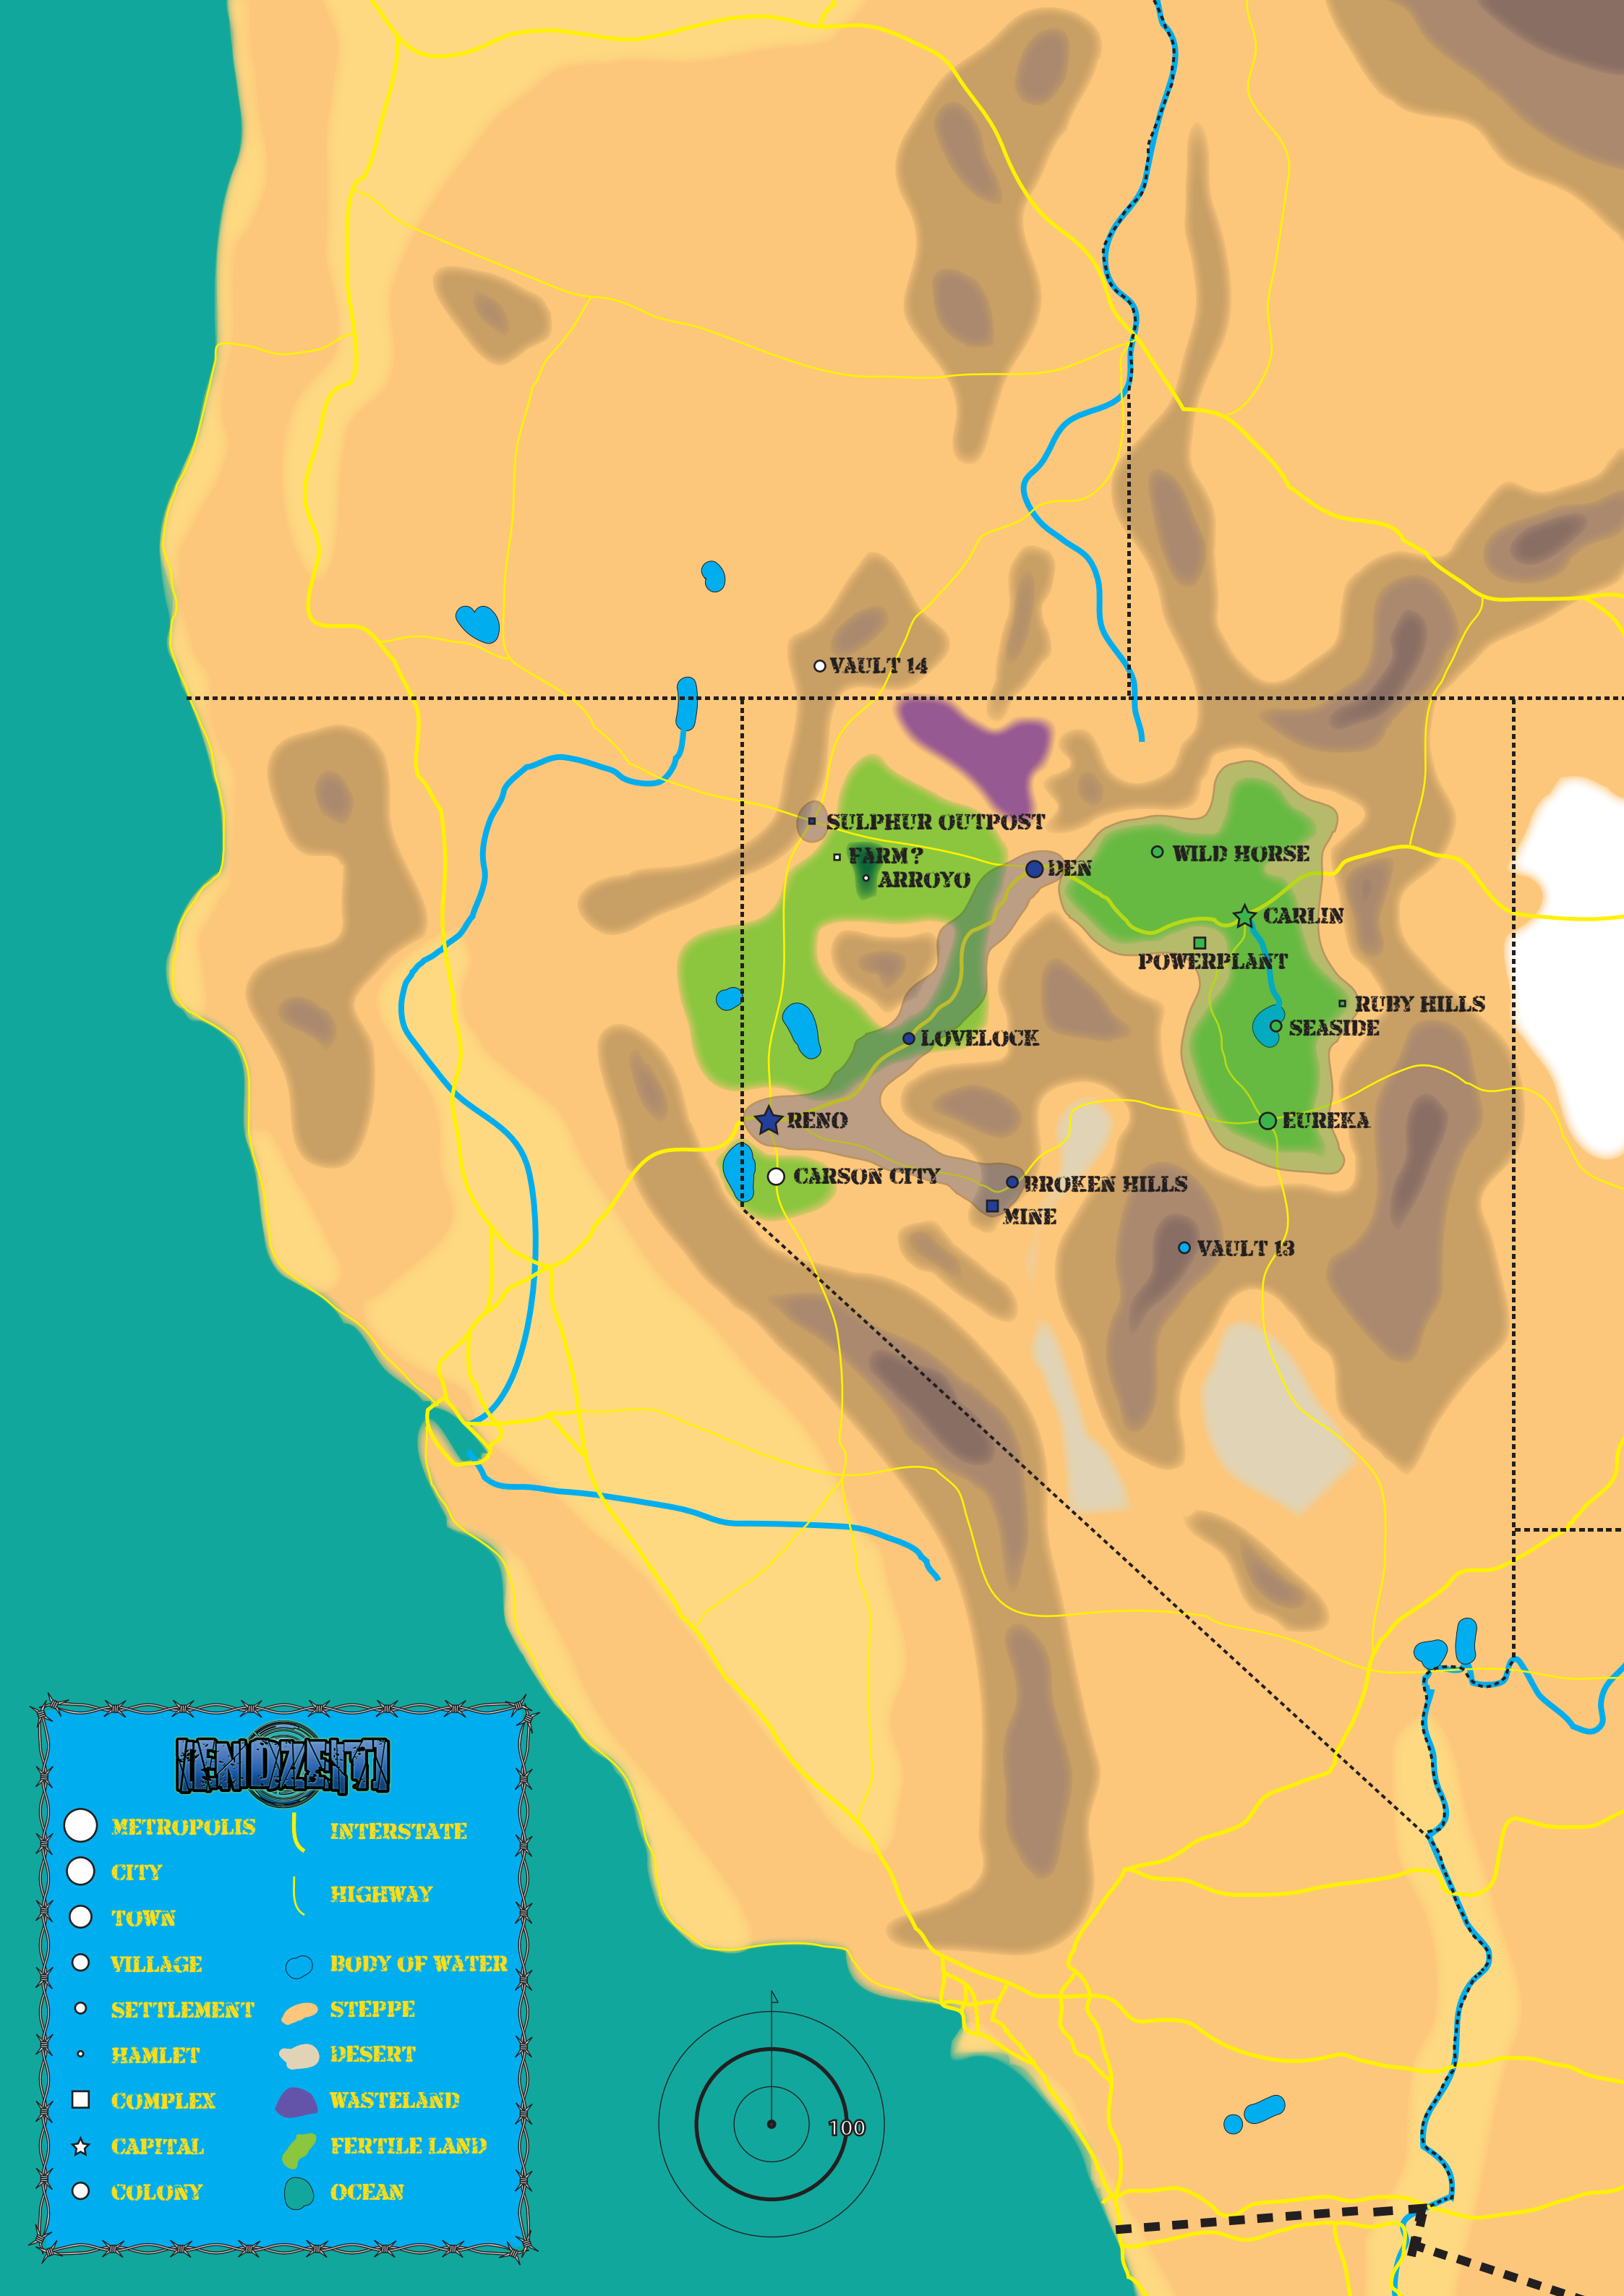 VAULT 14
SULPHUR OUTPOST
FARM?
ARROYO
DEN
WILD HORSE
CARLIN
POWERPLANT
RUBY HILLS
SEASIDE
LOVELOCK
RENO
EUREKA
CARSON CITY
BROKEN HILLS
MINE
VAULT 13
ENDZEIT
METROPOLIS
CITY
TOWN
VILLAGE
SETTLEMENT
HAMLET
COMPLEX
CAPITAL
COLONY
INTERSTATE
HIGHWAY
BODY OF WATER
STEPPE
DESERT
WASTELAND
FERTILE LAND
OCEAN
100